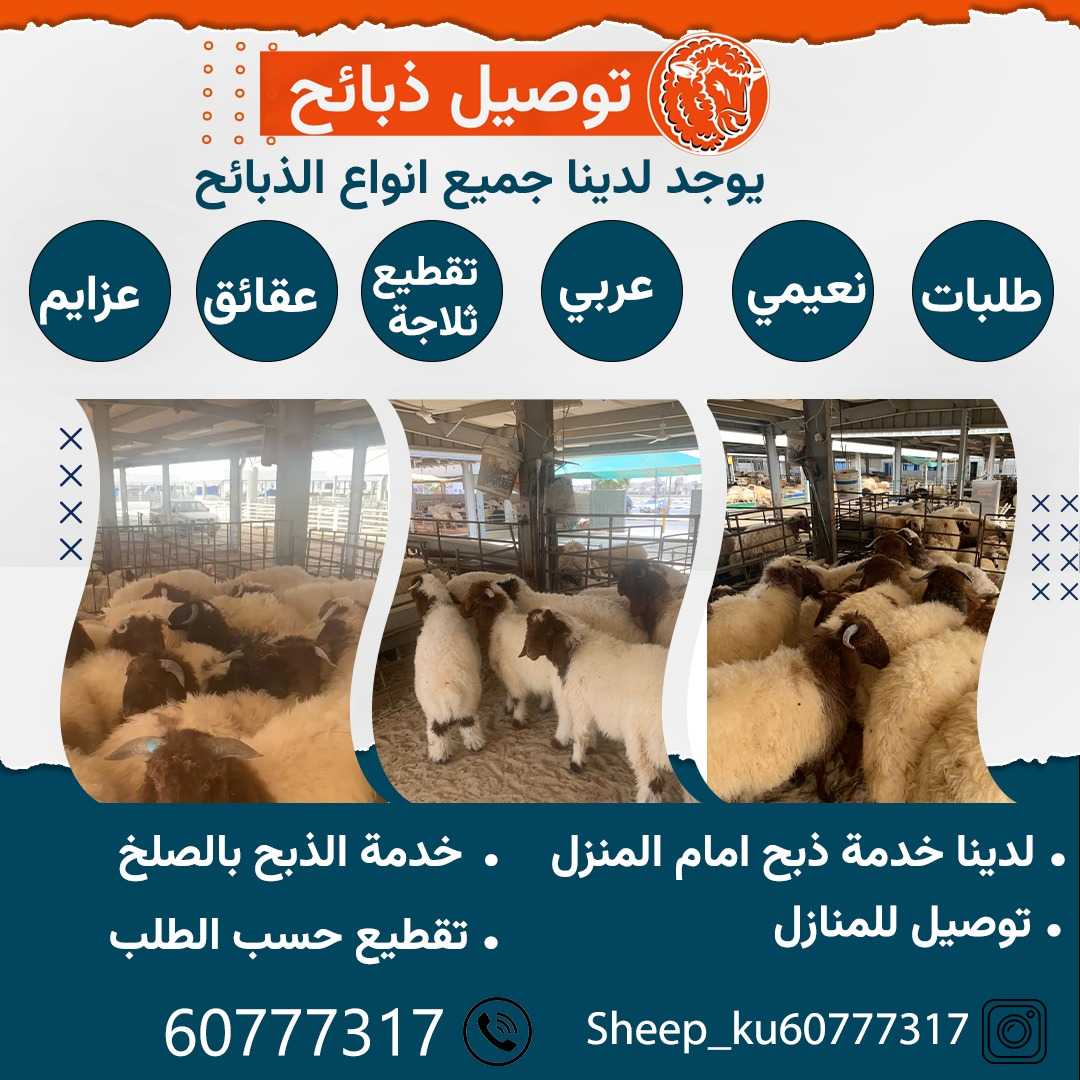 توصيل ذبائح
يوجد لدينا جميع انواع الذبائح
طلبات
نعيمي
عربي
تقطيع
ثلاجة
عقائق
عزايم
لدينا خدمة ذبح امام المنزل
توصيل للمنازل
خدمة الذبح بالصلخ
تقطيع حسب الطلب
Sheep_ku60777317
60777317